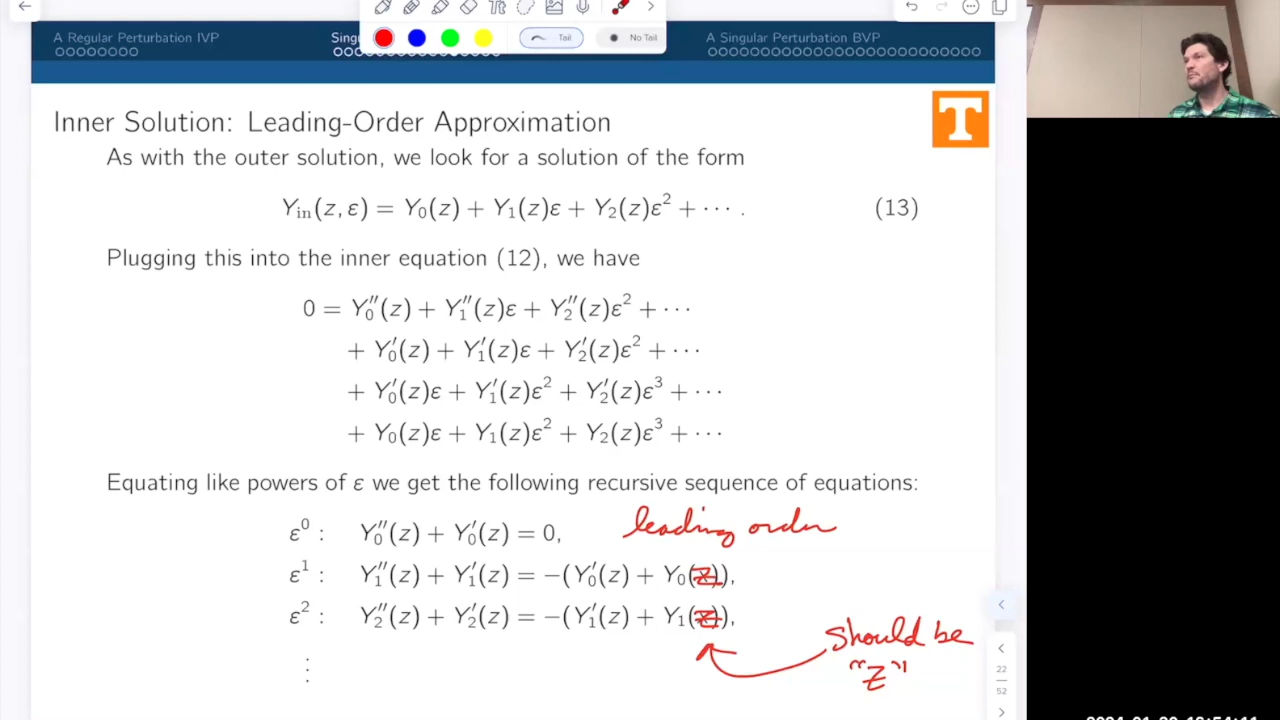 A Regular Perturbation IVP
Singu
A Singular Perturbation BVP
Tail
No Tail
Inner Solution: Leading-Order Approximation
T
As with the outer solution, we look for a solution of the form
Y_in(z, ε) = Y₀(z) + Y₁(z)ε + Y₂(z)ε² + ⋯ . (13)
Plugging this into the inner equation (12), we have
0 = Y₀″(z) + Y₁″(z)ε + Y₂″(z)ε² + ⋯
+ Y₀′(z) + Y₁′(z)ε + Y₂′(z)ε² + ⋯
+ Y₀′(z)ε + Y₁′(z)ε² + Y₂′(z)ε³ + ⋯
+ Y₀(z)ε + Y₁(z)ε² + Y₂(z)ε³ + ⋯
Equating like powers of ε we get the following recursive sequence of equations:
ε⁰ : Y₀″(z) + Y₀′(z) = 0, leading order
ε¹ : Y₁″(z) + Y₁′(z) = −(Y₀′(z) + Y₀(z)),
ε² : Y₂″(z) + Y₂′(z) = −(Y₁′(z) + Y₁(z)),
⋮
should be
"z"
22
52